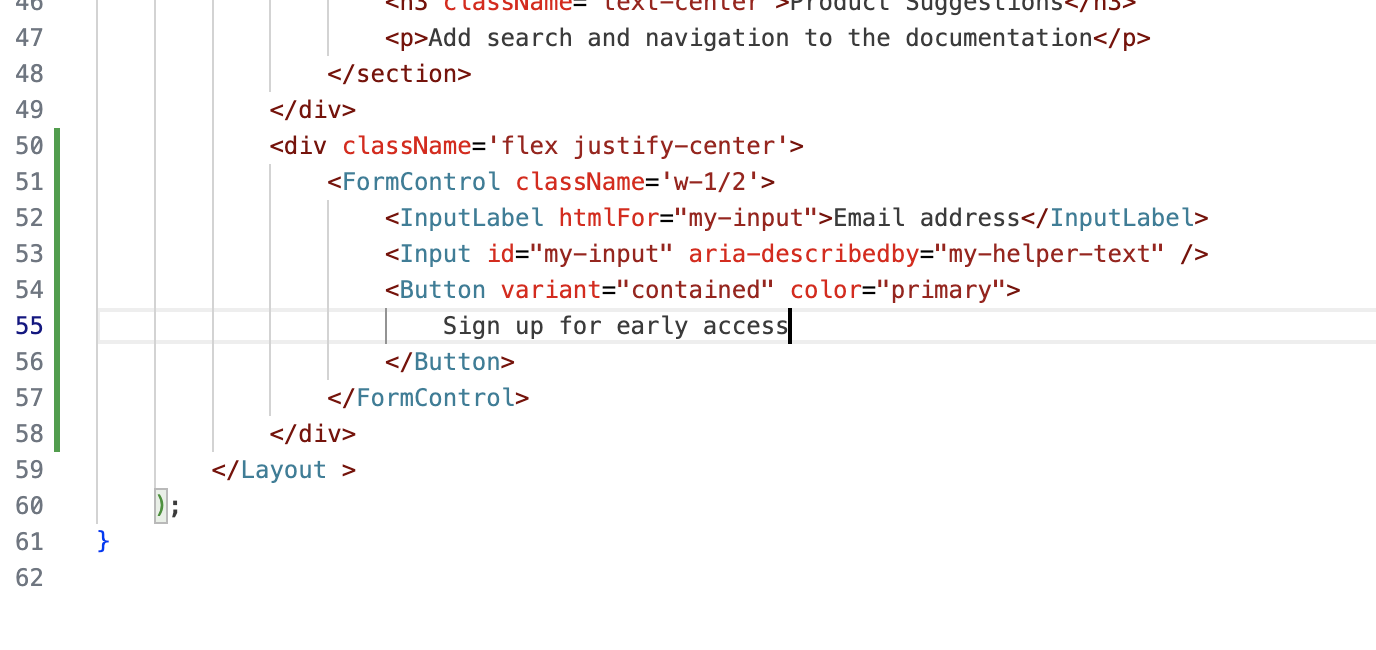 46 <h3 className="text-center">Product Suggestions</h3>
47 <p>Add search and navigation to the documentation</p>
48 </section>
49 </div>
50 <div className='flex justify-center'>
51 <FormControl className='w-1/2'>
52 <InputLabel htmlFor="my-input">Email address</InputLabel>
53 <Input id="my-input" aria-describedby="my-helper-text" />
54 <Button variant="contained" color="primary">
55 Sign up for early access
56 </Button>
57 </FormControl>
58 </div>
59 </Layout >
60 );
61 }
62